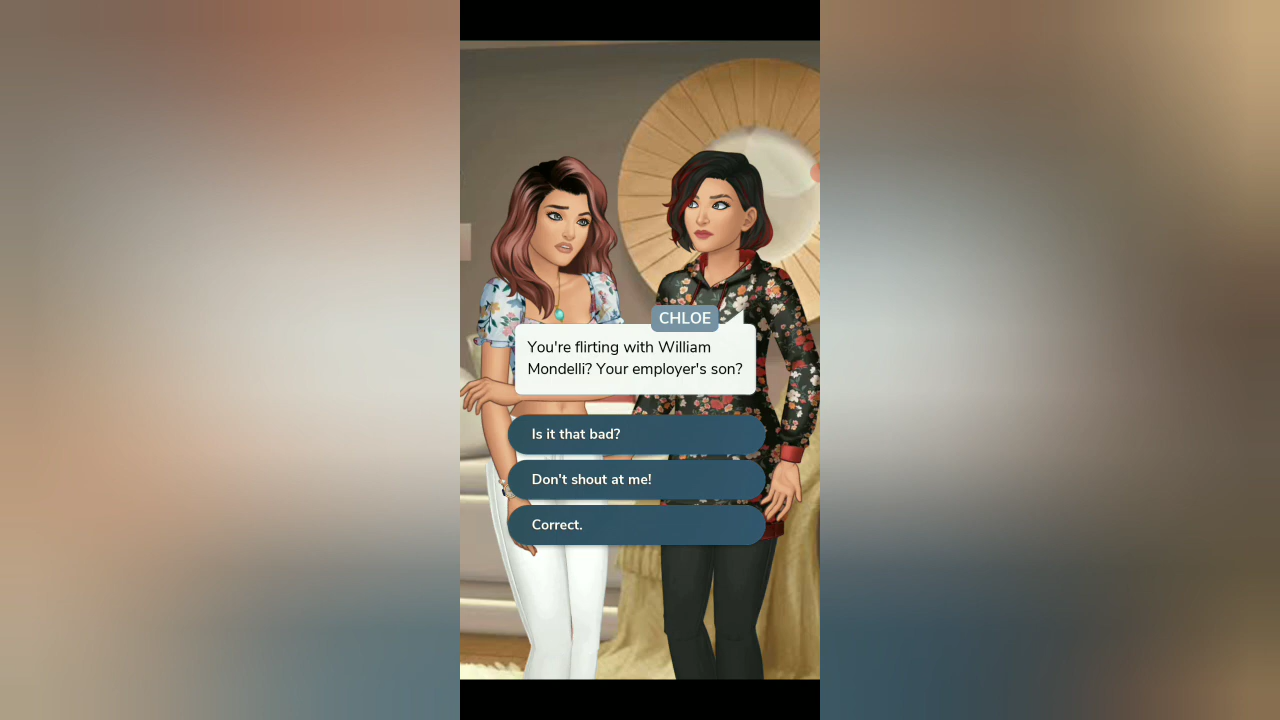 CHLOE
You're flirting with William
Mondelli? Your employer's son?
Is it that bad?
Don't shout at me!
Correct.